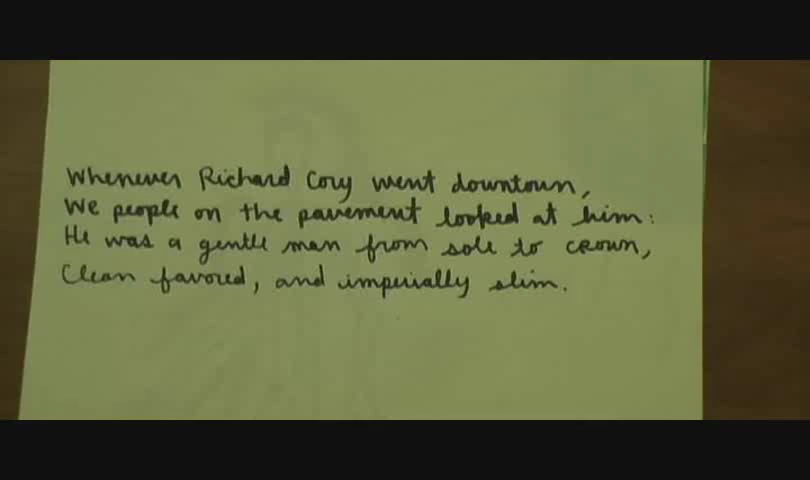 Whenever Richard Cory went downtown,
We people on the pavement looked at him:
He was a gentle man from sole to crown,
Clean favored, and imperially slim.